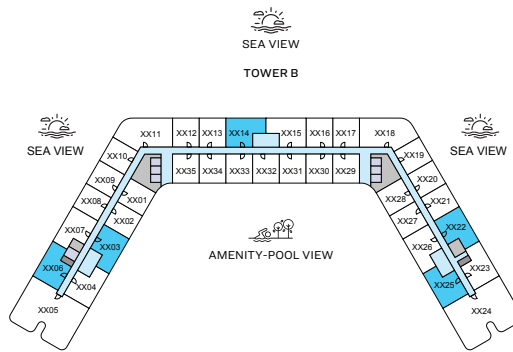 SEA VIEW
TOWER B
SEA VIEW
SEA VIEW
XX11
XX12
XX13
XX14
XX15
XX16
XX17
XX18
XX10
XX09
XX08
XX07
XX06
XX05
XX01
XX02
XX03
XX04
XX35
XX34
XX33
XX32
XX31
XX30
XX29
XX19
XX20
XX21
XX22
XX23
XX24
XX28
XX27
XX26
XX25
AMENITY-POOL VIEW